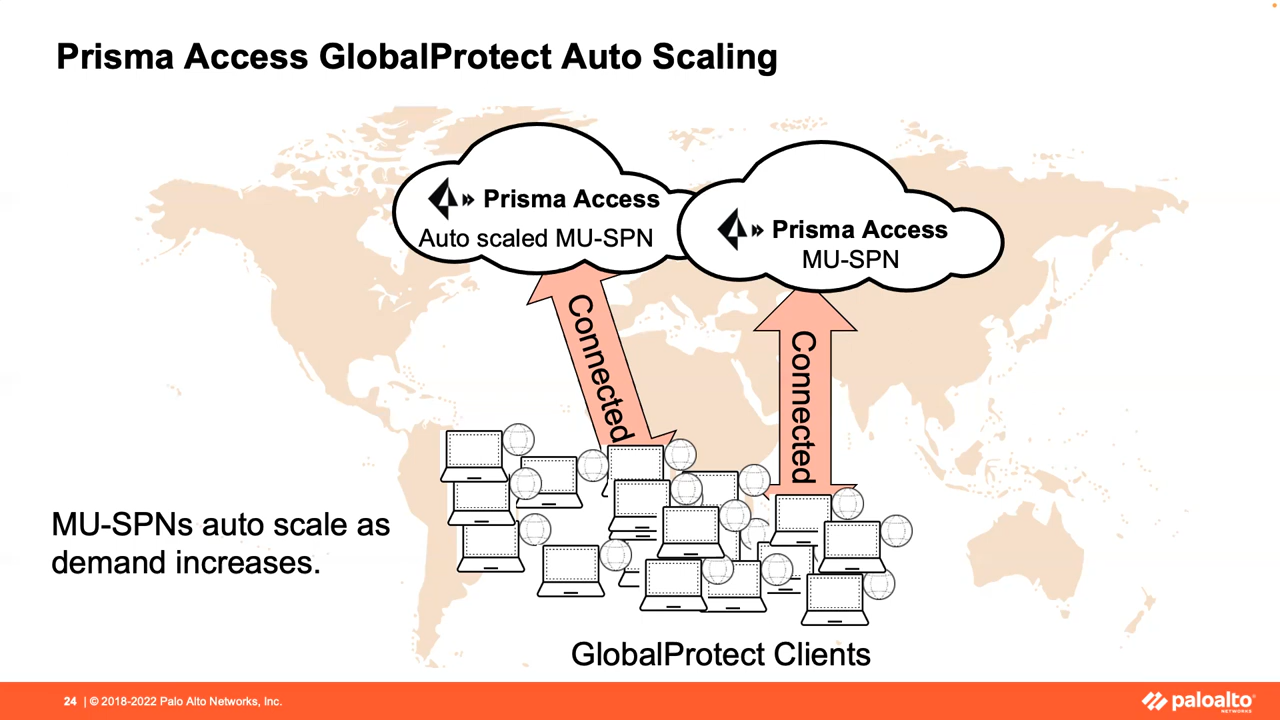 Prisma Access GlobalProtect Auto Scaling
Prisma Access
Auto scaled MU-SPN
Prisma Access
MU-SPN
Connected
Connected
MU-SPNs auto scale as
demand increases.
GlobalProtect Clients
24 | © 2018-2022 Palo Alto Networks, Inc.
paloalto
NETWORKS